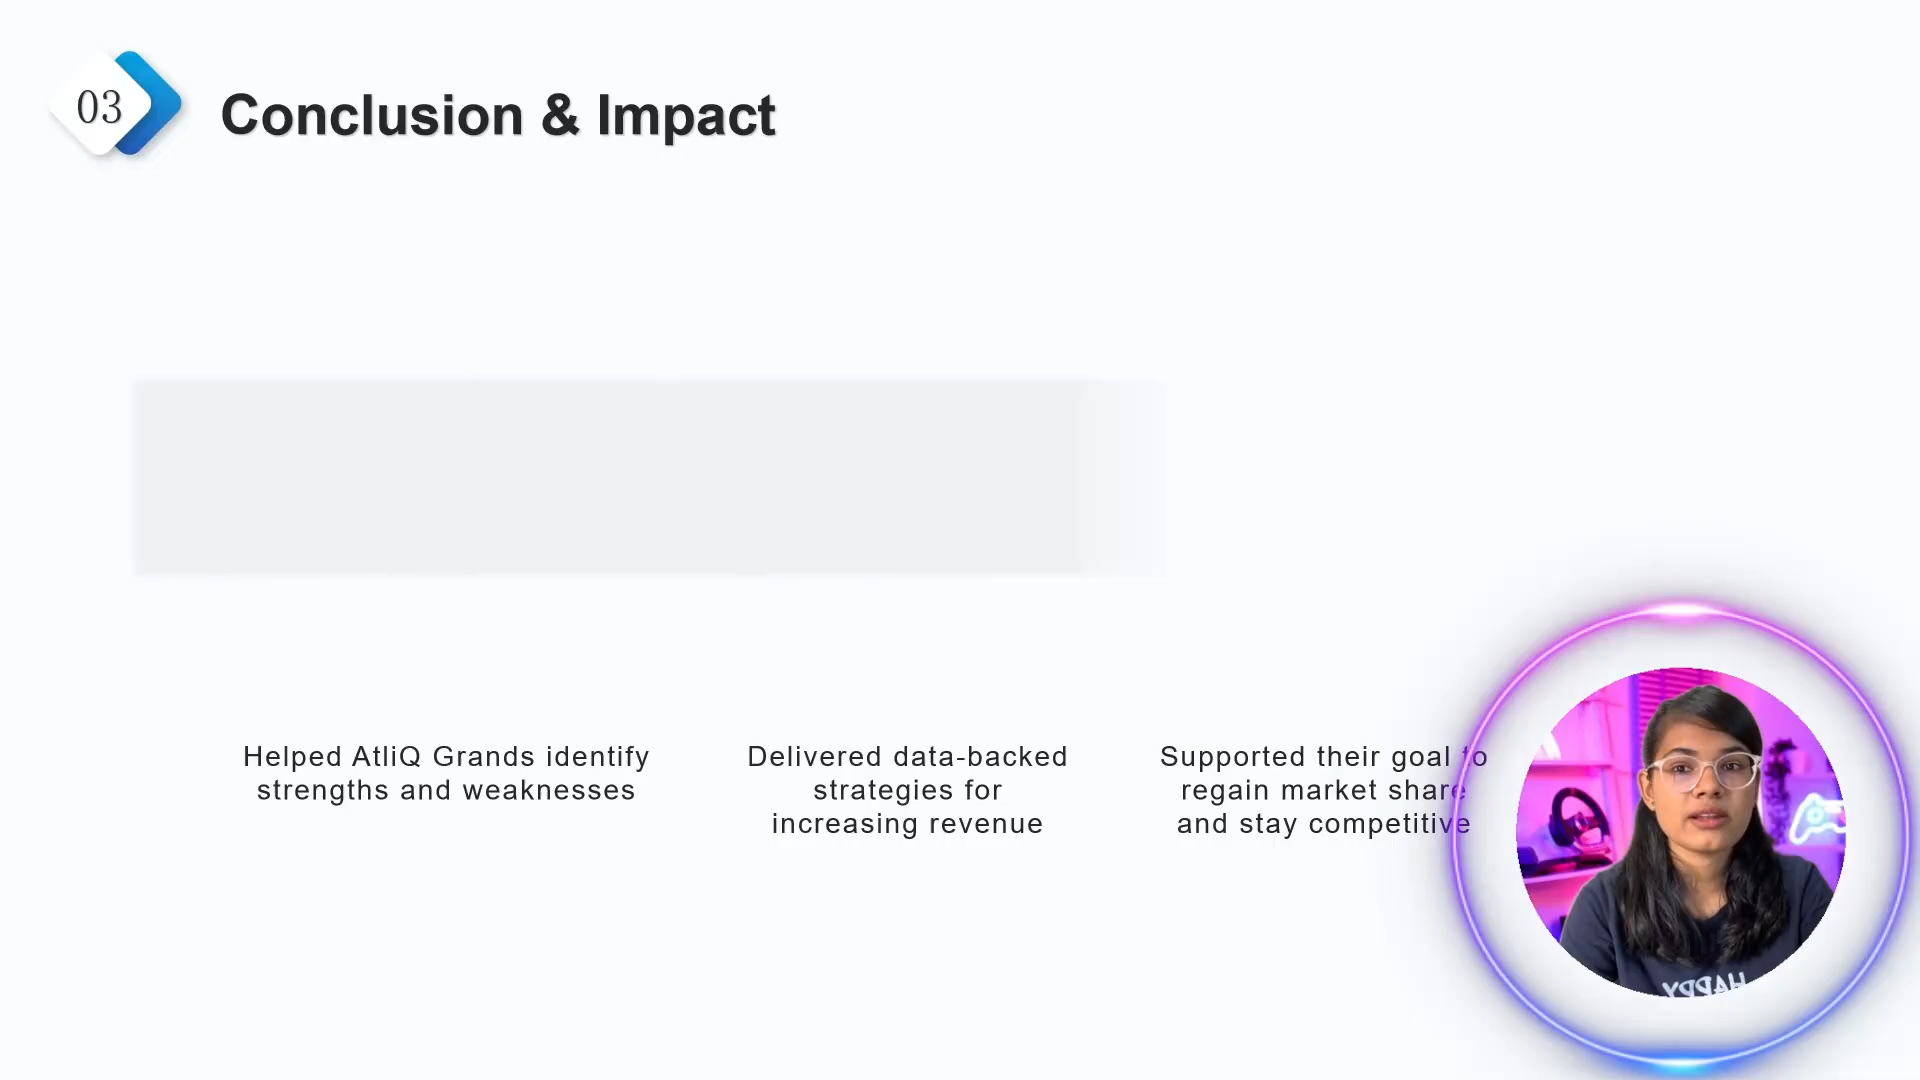 03
Conclusion & Impact
Helped AtliQ Grands identify
strengths and weaknesses
Delivered data-backed
strategies for
increasing revenue
Supported their goal to
regain market share
and stay competitive
HAPPY